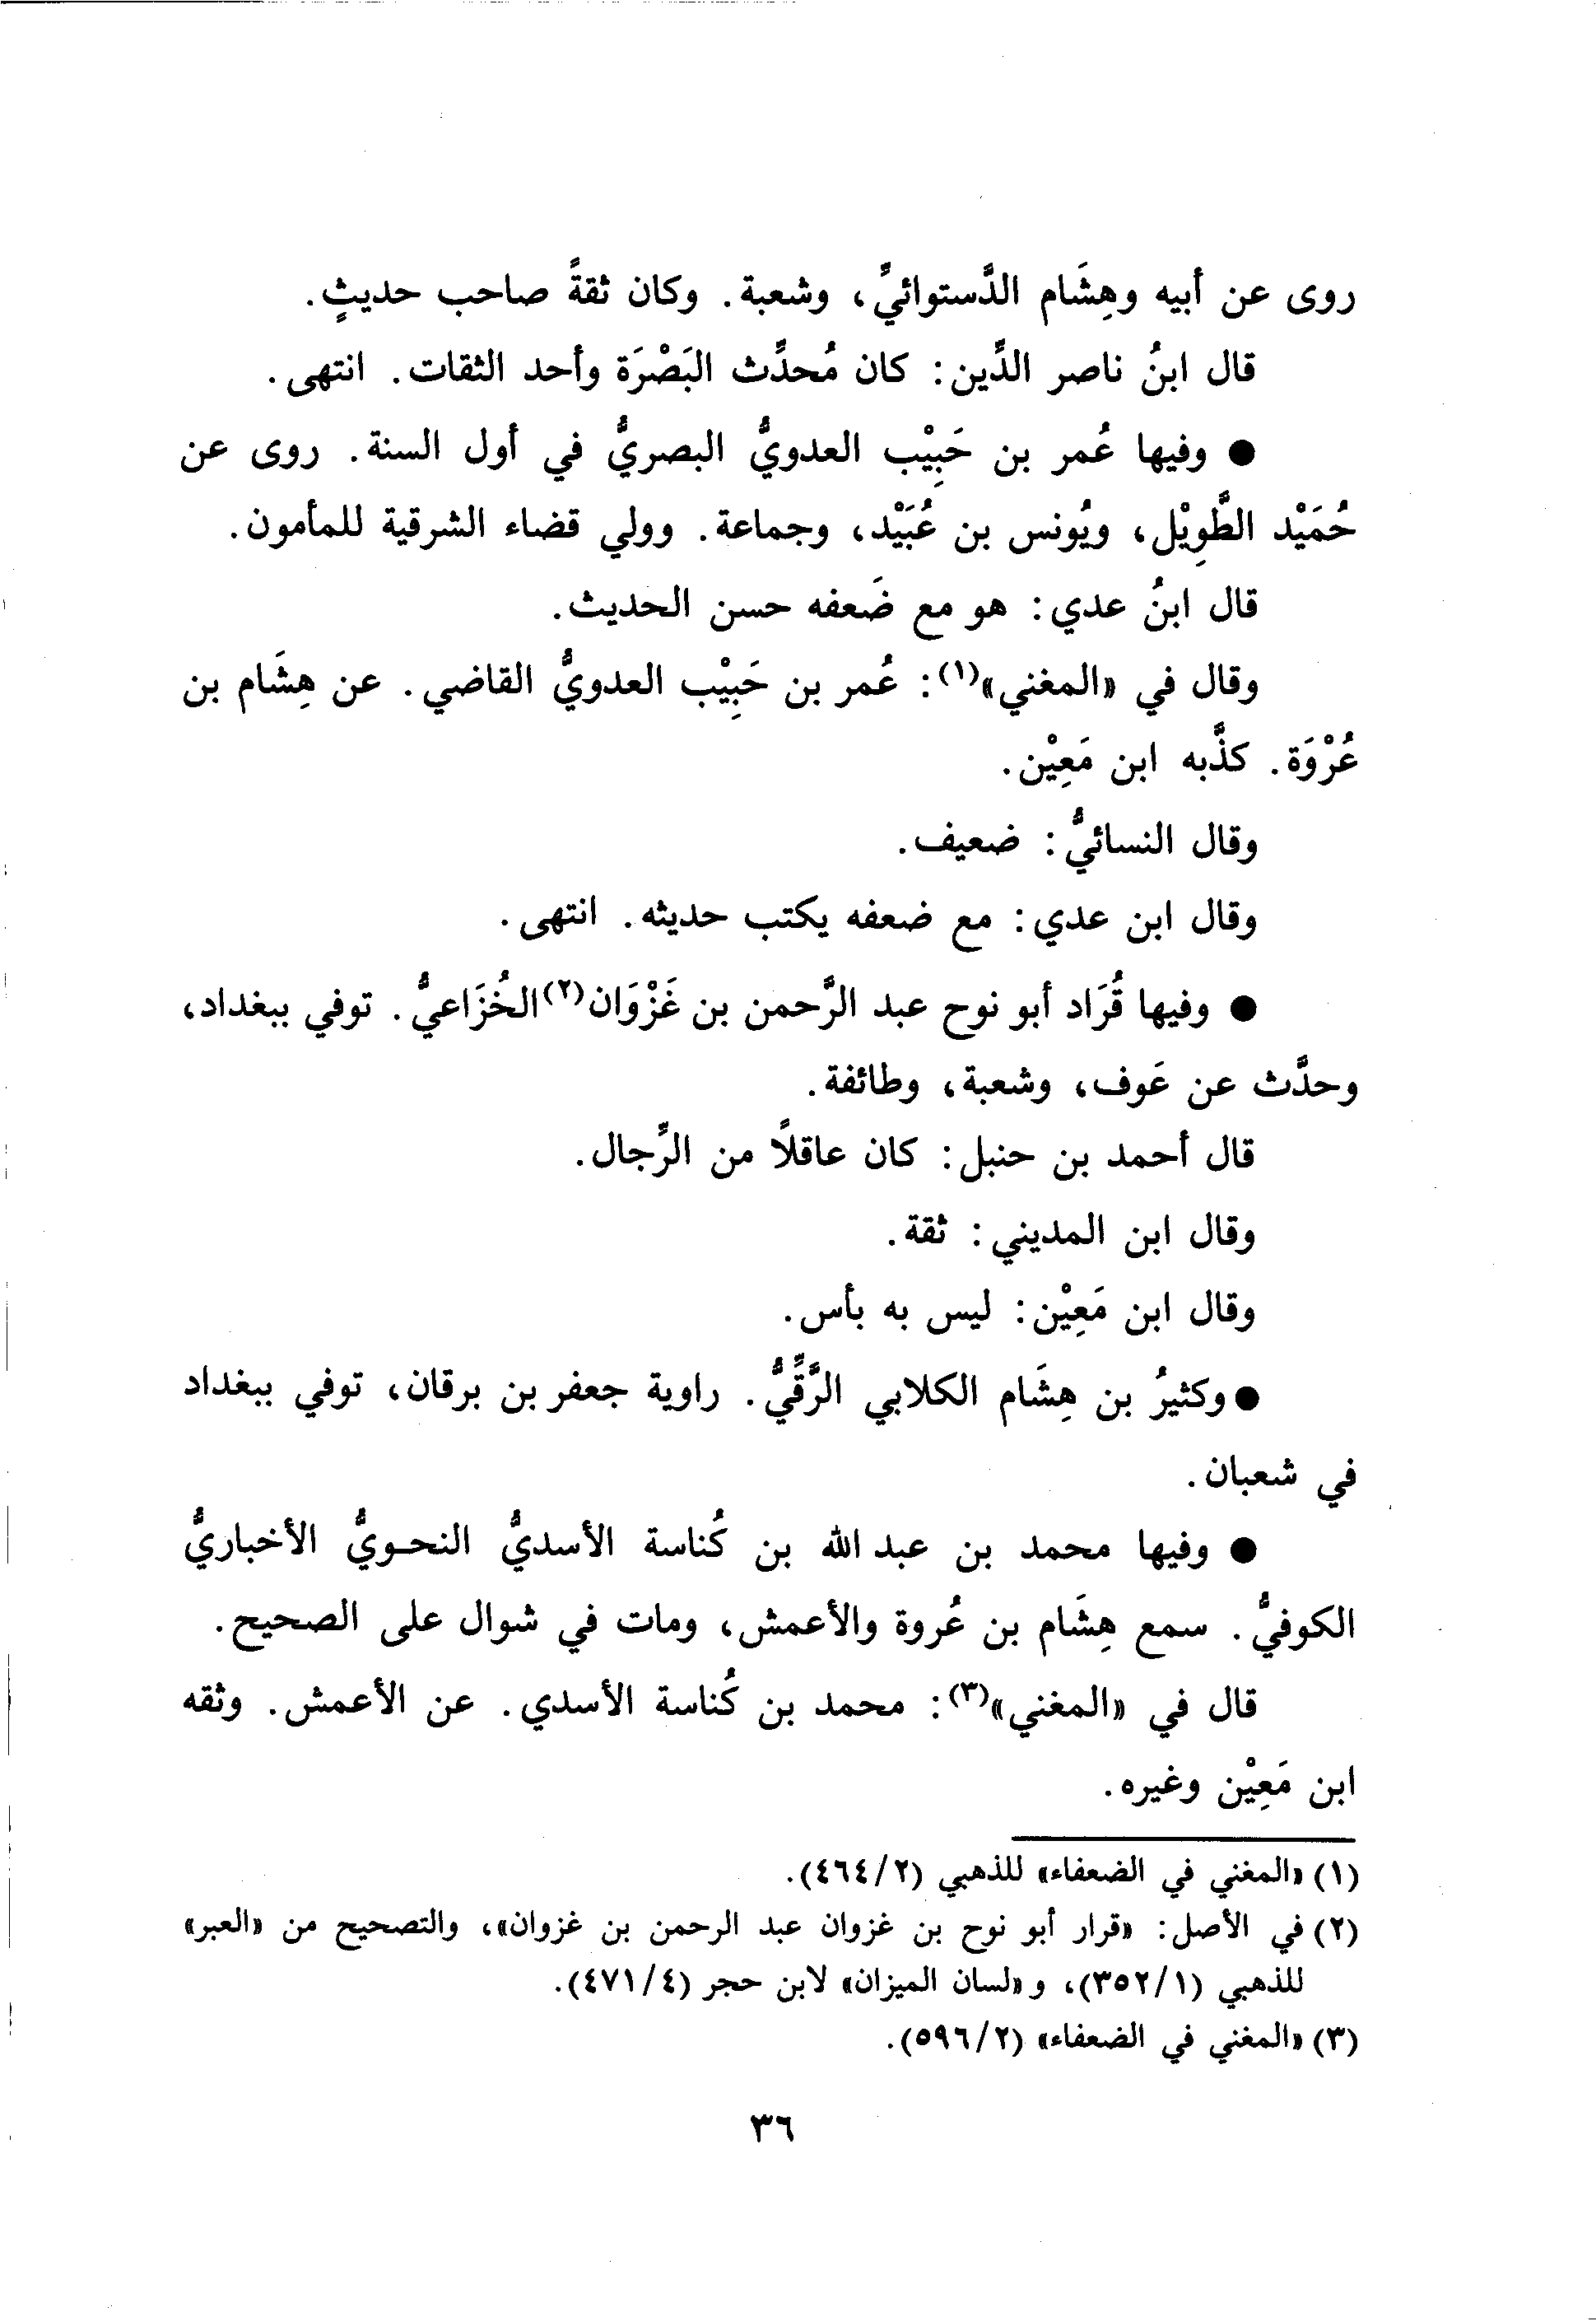 روى عن أبيه وهِشَام الدَّستوائيِّ، وشعبة. وكان ثقةً صاحب حديثٍ.
قال ابنُ ناصر الدِّين: كان مُحدِّث البَصْرَة وأحد الثقات. انتهى.
● وفيها عُمر بن حَبِيْب العدويُّ البصريُّ في أول السنة. روى عن
حُمَيْد الطَّوِيْل، ويُونس بن عُبَيْد، وجماعة. وولي قضاء الشرقية للمأمون.
قال ابنُ عدي: هو مع ضَعفه حسن الحديث.
وقال في «المغني»(١): عُمر بن حَبِيْب العدويُّ القاضي. عن هِشَام بن
عُرْوَة. كذَّبه ابن مَعِيْن.
وقال النسائيُّ: ضعيف.
وقال ابن عدي: مع ضعفه يكتب حديثه. انتهى.
● وفيها قُرَاد أبو نوح عبد الرَّحمن بن غَزْوَان(٢) الخُزَاعيُّ. توفي ببغداد،
وحدَّث عن عَوف، وشعبة، وطائفة.
قال أحمد بن حنبل: كان عاقلاً من الرِّجال.
وقال ابن المديني: ثقة.
وقال ابن مَعِيْن: ليس به بأس.
● وكثيرُ بن هِشَام الكلابي الرَّقِّيُّ. راوية جعفر بن برقان، توفي ببغداد
في شعبان.
● وفيها محمد بن عبد الله بن كُناسة الأسديُّ النحويُّ الأخباريُّ
الكوفيُّ. سمع هِشَام بن عُروة والأعمش، ومات في شوال على الصحيح.
قال في «المغني»(٣): محمد بن كُناسة الأسدي. عن الأعمش. وثقه
ابن مَعِيْن وغيره.
(١) «المغني في الضعفاء» للذهبي (٢/٤٦٤).
(٢) في الأصل: «قرار أبو نوح بن غزوان عبد الرحمن بن غزوان»، والتصحيح من «العبر»
للذهبي (١/٣٥٢)، و «لسان الميزان» لابن حجر (٤/٤٧١).
(٣) «المغني في الضعفاء» (٢/٥٩٦).
٣٦